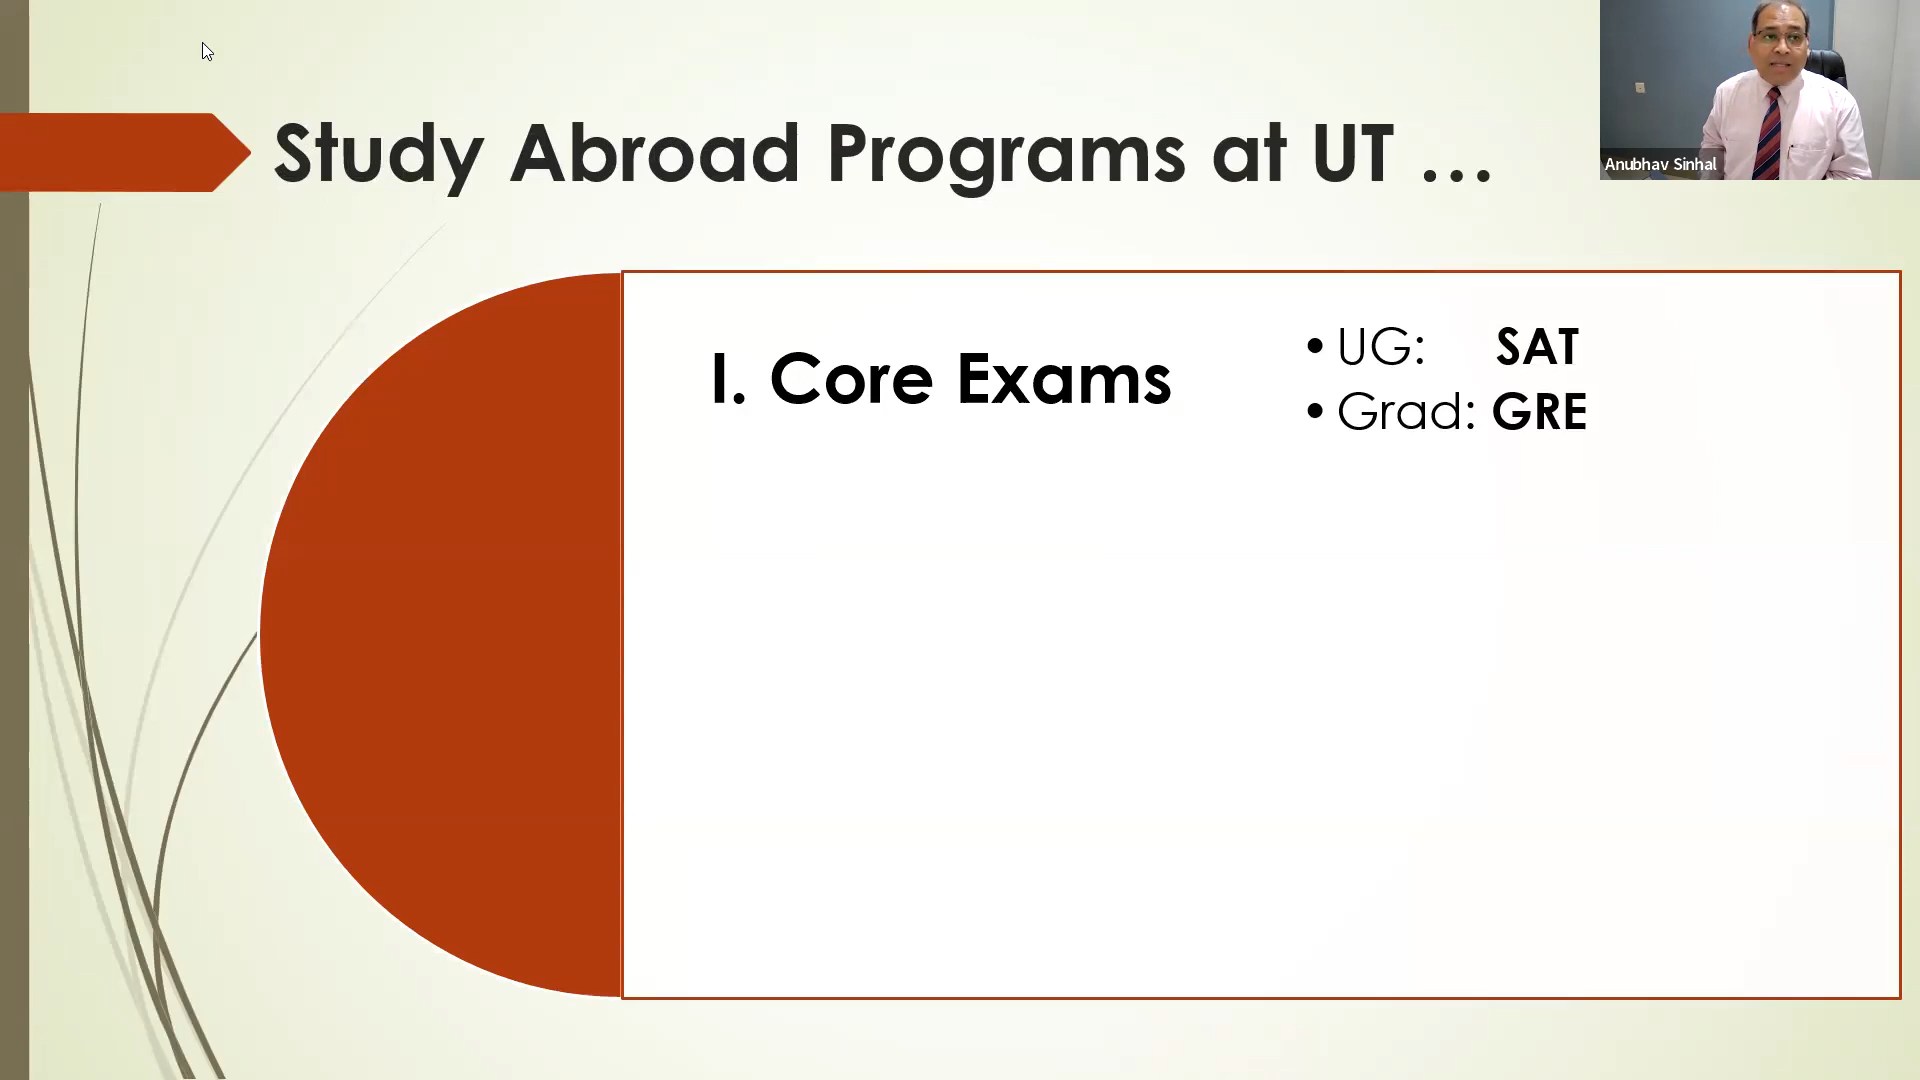 Study Abroad Programs at UT ...
Anubhav Sinhal
I. Core Exams
• UG: SAT
• Grad: GRE